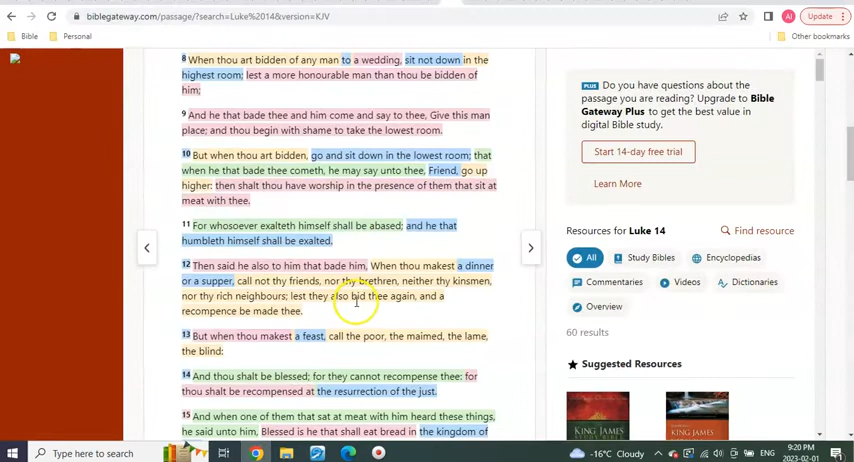 biblegateway.com/passage/?search=Luke%2014&version=KJV
AI
Update
Bible
Personal
Other bookmarks
8 When thou art bidden of any man to a wedding, sit not down in the
highest room; lest a more honourable man than thou be bidden of
him;
9 And he that bade thee and him come and say to thee, Give this man
place; and thou begin with shame to take the lowest room.
10 But when thou art bidden, go and sit down in the lowest room; that
when he that bade thee cometh, he may say unto thee, Friend, go up
higher: then shalt thou have worship in the presence of them that sit at
meat with thee.
11 For whosoever exalteth himself shall be abased; and he that
humbleth himself shall be exalted.
12 Then said he also to him that bade him, When thou makest a dinner
or a supper, call not thy friends, nor thy brethren, neither thy kinsmen,
nor thy rich neighbours; lest they also bid thee again, and a
recompence be made thee.
13 But when thou makest a feast, call the poor, the maimed, the lame,
the blind:
14 And thou shalt be blessed; for they cannot recompense thee: for
thou shalt be recompensed at the resurrection of the just.
15 And when one of them that sat at meat with him heard these things,
he said unto him, Blessed is he that shall eat bread in the kingdom of
PLUS Do you have questions about the
passage you are reading? Upgrade to Bible
Gateway Plus to get the best value in
digital Bible study.
Start 14-day free trial
Learn More
Resources for Luke 14
Find resource
All
Study Bibles
Encyclopedias
Commentaries
Videos
Dictionaries
Overview
60 results
Suggested Resources
KING JAMES
KING JAMES
Type here to search
-16°C Cloudy
ENG
9:20 PM
2023-02-01